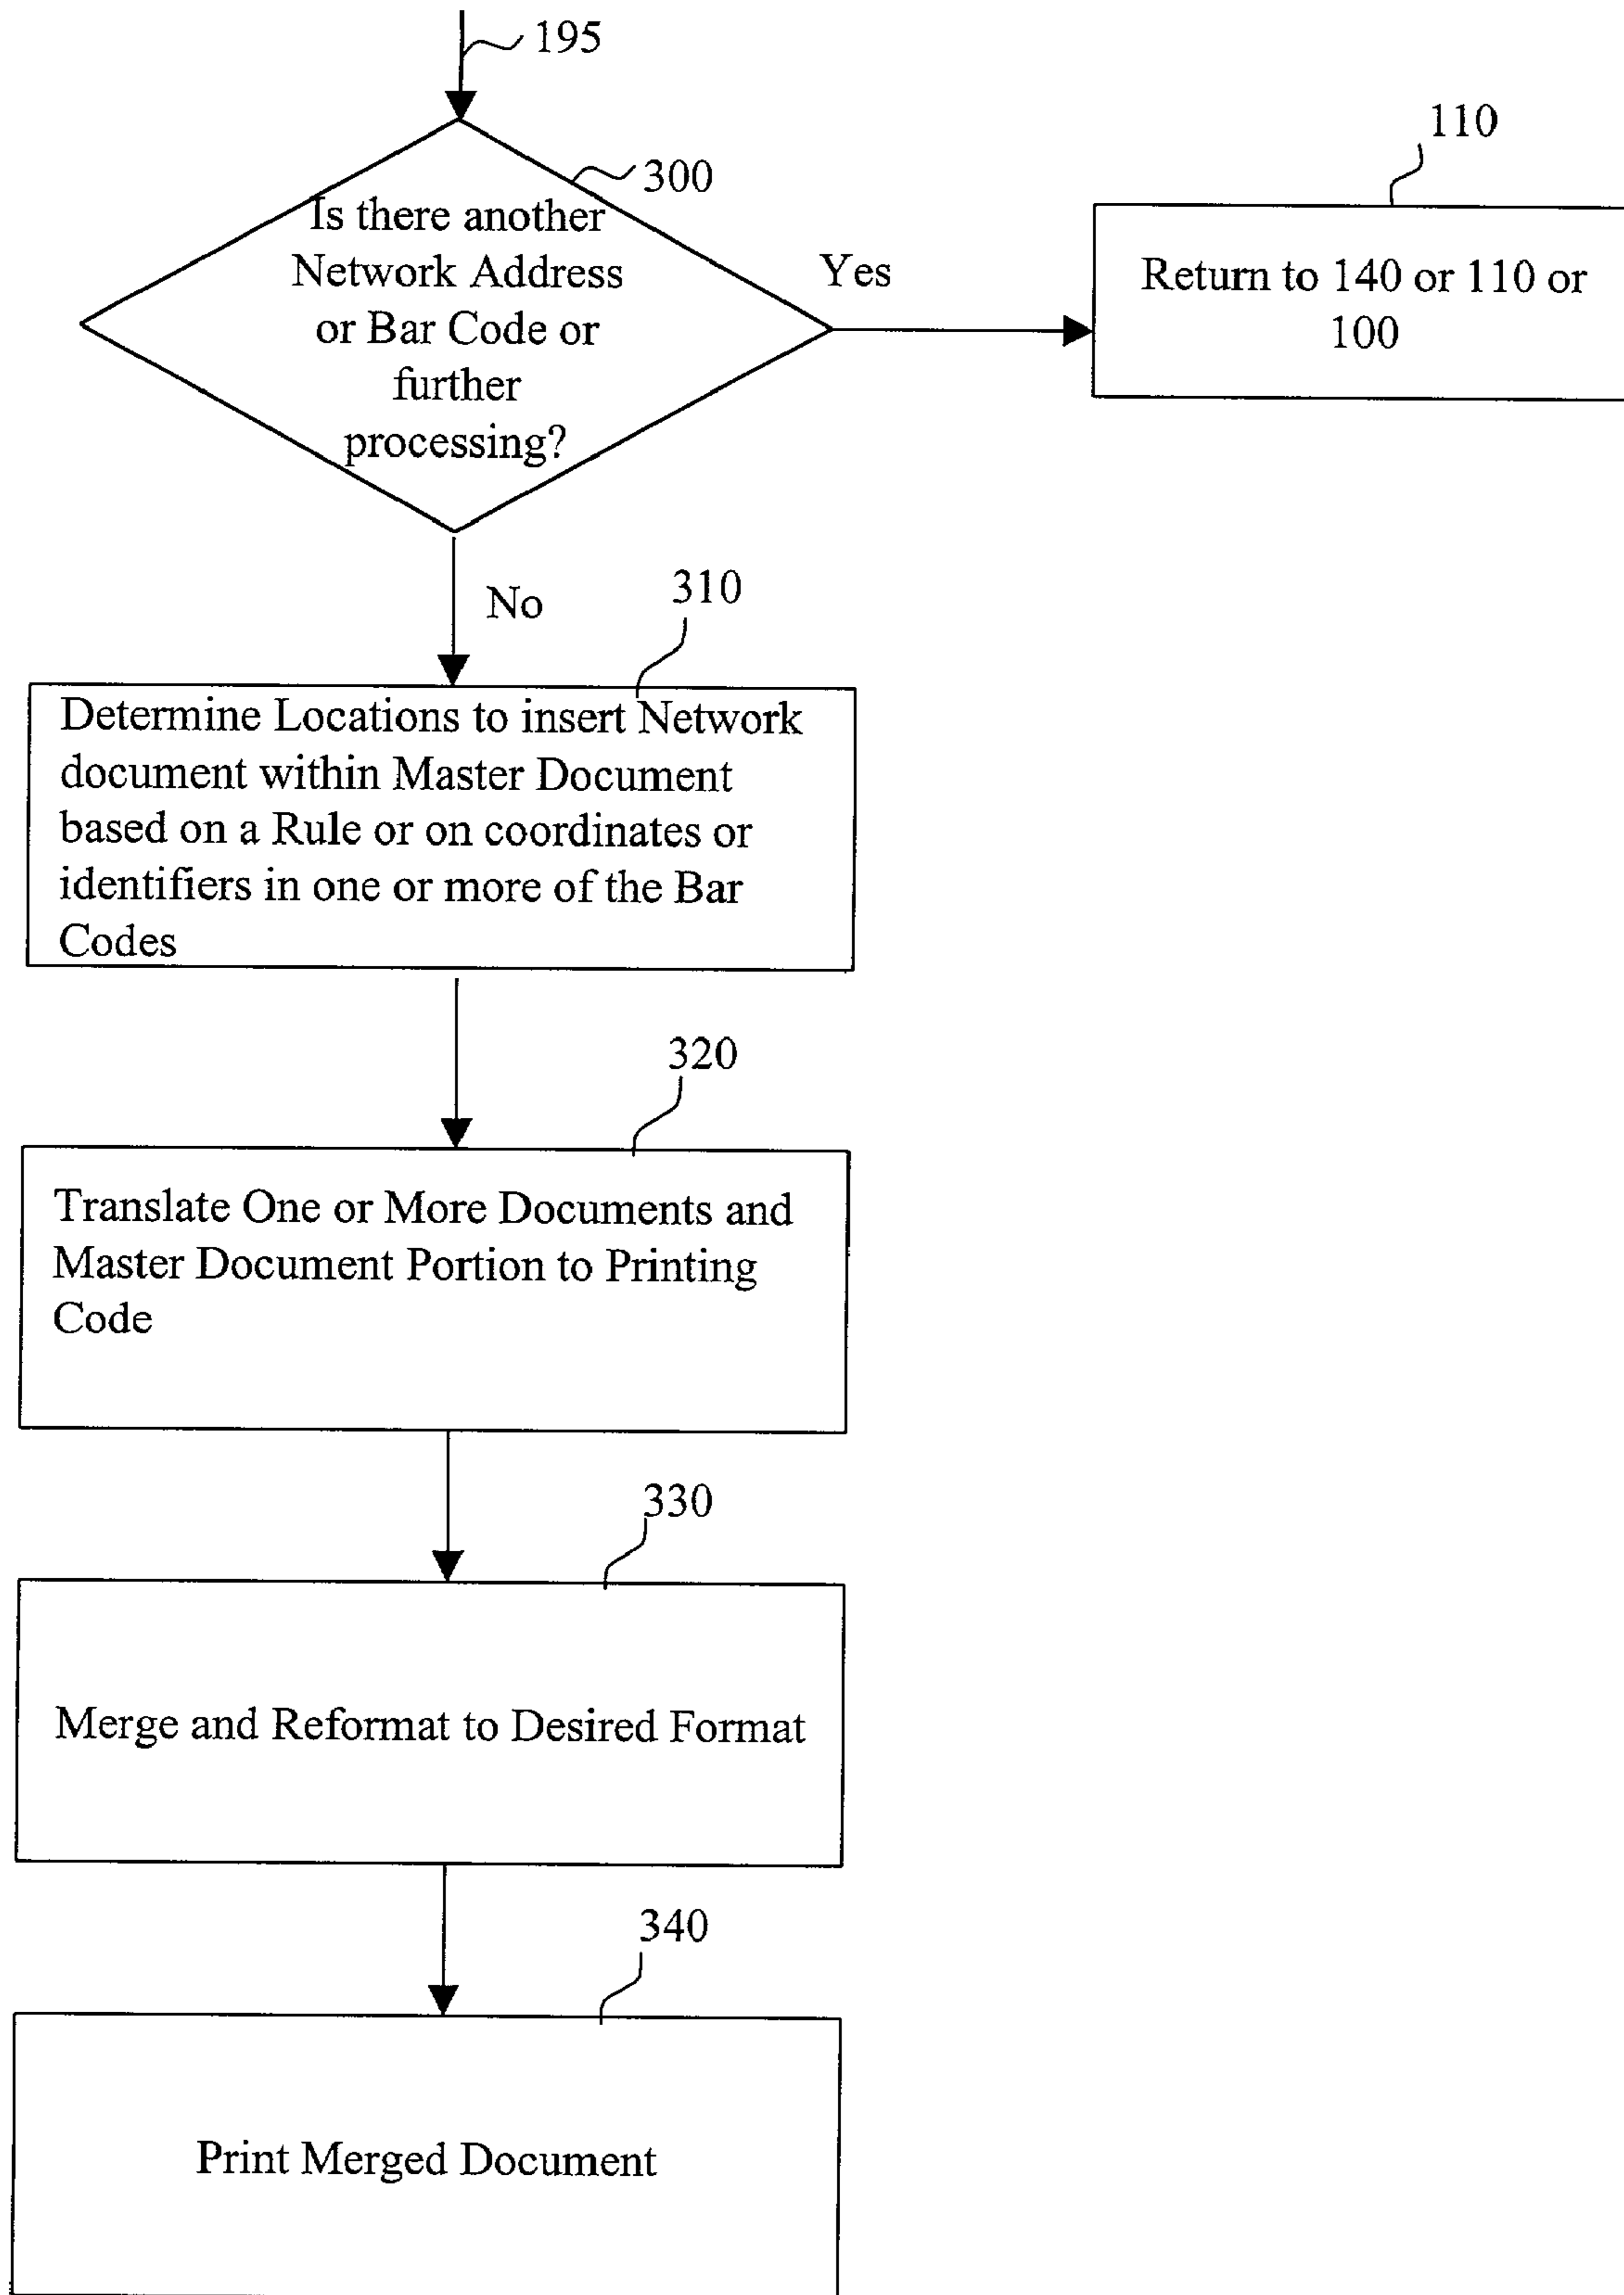 195
300
Is there another
Network Address
or Bar Code or
further
processing?
Yes
110
Return to 140 or 110 or
100
No
310
Determine Locations to insert Network
document within Master Document
based on a Rule or on coordinates or
identifiers in one or more of the Bar
Codes
320
Translate One or More Documents and
Master Document Portion to Printing
Code
330
Merge and Reformat to Desired Format
340
Print Merged Document